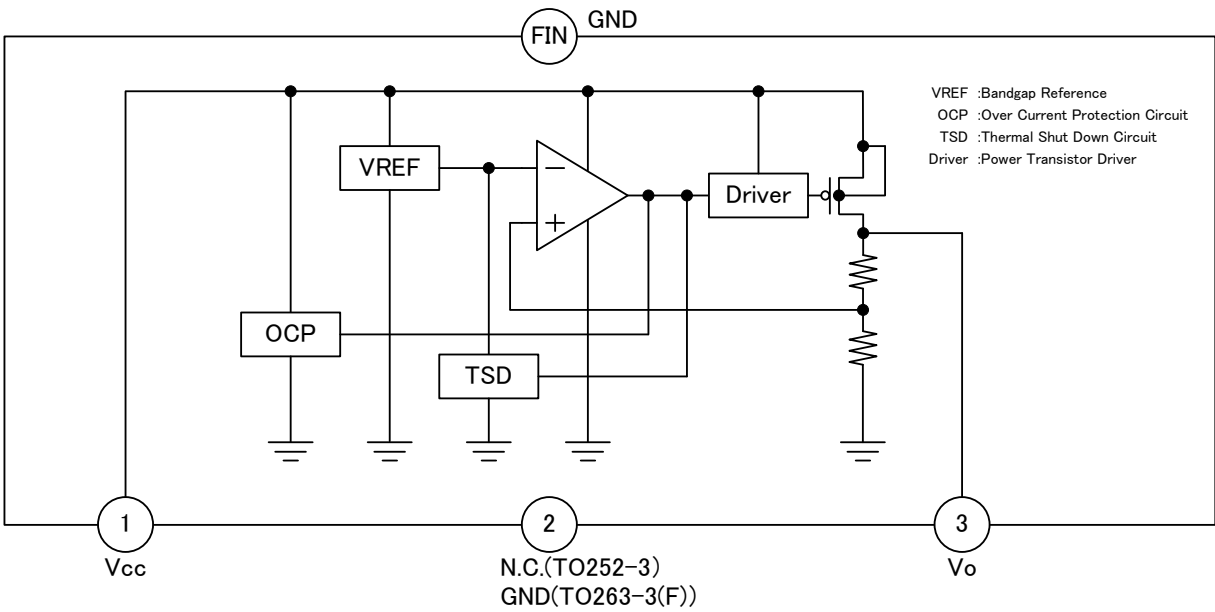 FIN GND
VREF :Bandgap Reference
OCP :Over Current Protection Circuit
TSD :Thermal Shut Down Circuit
Driver :Power Transistor Driver
VREF
−
+
Driver
OCP
TSD
1
2
3
Vcc
N.C.(TO252-3)
GND(TO263-3(F))
Vo